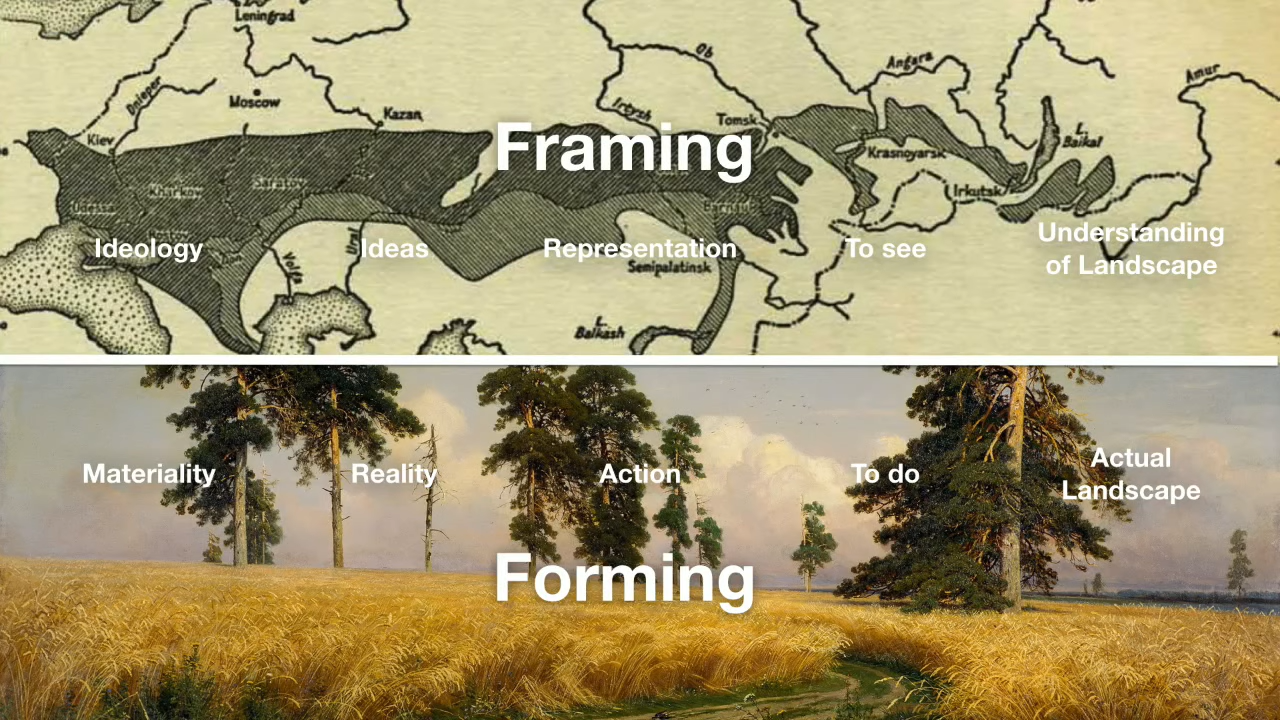 Leningrad
Ob
Angara
Amur
Dnieper
Moscow
Irtysh
Kazan
Tomsk
Kiev
Framing
L.
Baikal
Krasnoyarsk
Kharkov
Saratov
Irkutsk
Odessa
Barnaul
Ideology
Ideas
Representation
To see
Understanding
of Landscape
Volga
Semipalatinsk
L.
Balkash
Materiality
Reality
Action
To do
Actual
Landscape
Forming